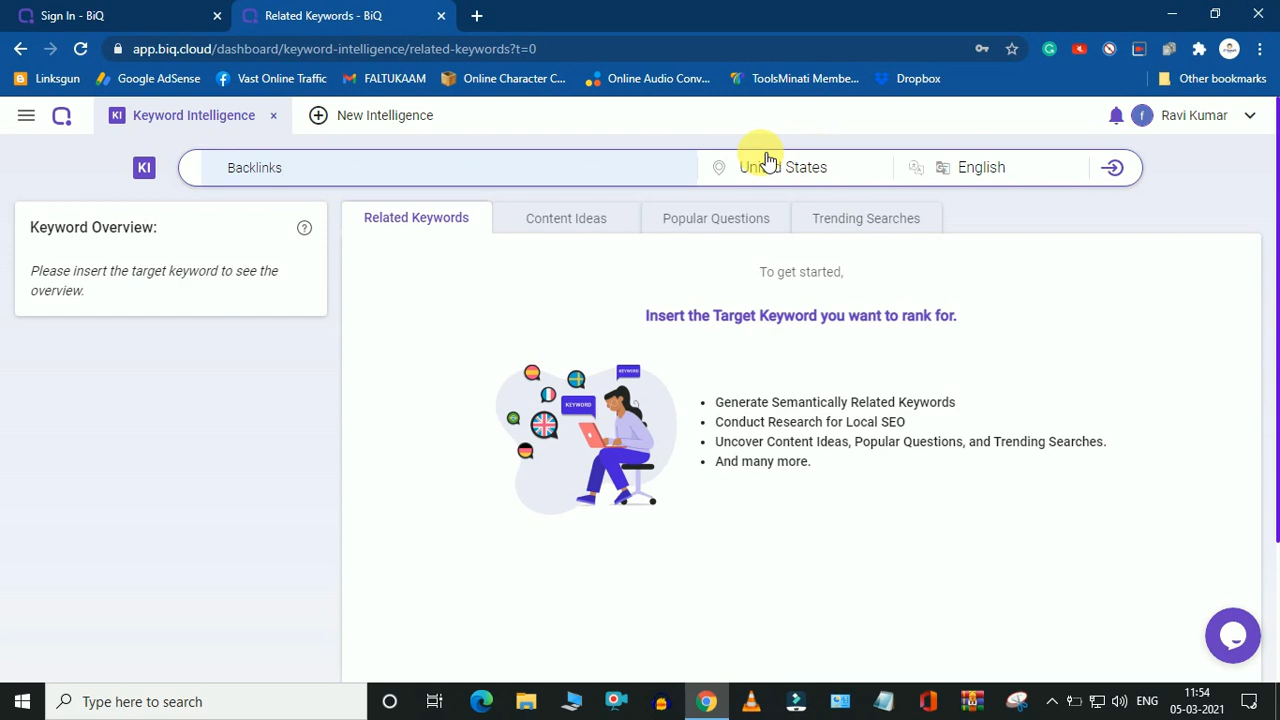 Sign In - BiQ
Related Keywords - BiQ
app.biq.cloud/dashboard/keyword-intelligence/related-keywords?t=0
Linksgun
Google AdSense
Vast Online Traffic
FALTUKAAM
Online Character C...
Online Audio Conv...
ToolsMinati Membe...
Dropbox
Other bookmarks
KI Keyword Intelligence
New Intelligence
f Ravi Kumar
KI
Backlinks
United States
English
Keyword Overview:
Please insert the target keyword to see the
overview.
Related Keywords
Content Ideas
Popular Questions
Trending Searches
To get started,
Insert the Target Keyword you want to rank for.
KEYWORD
KEYWORD
Generate Semantically Related Keywords
Conduct Research for Local SEO
Uncover Content Ideas, Popular Questions, and Trending Searches.
And many more.
Type here to search
ENG
11:54
05-03-2021